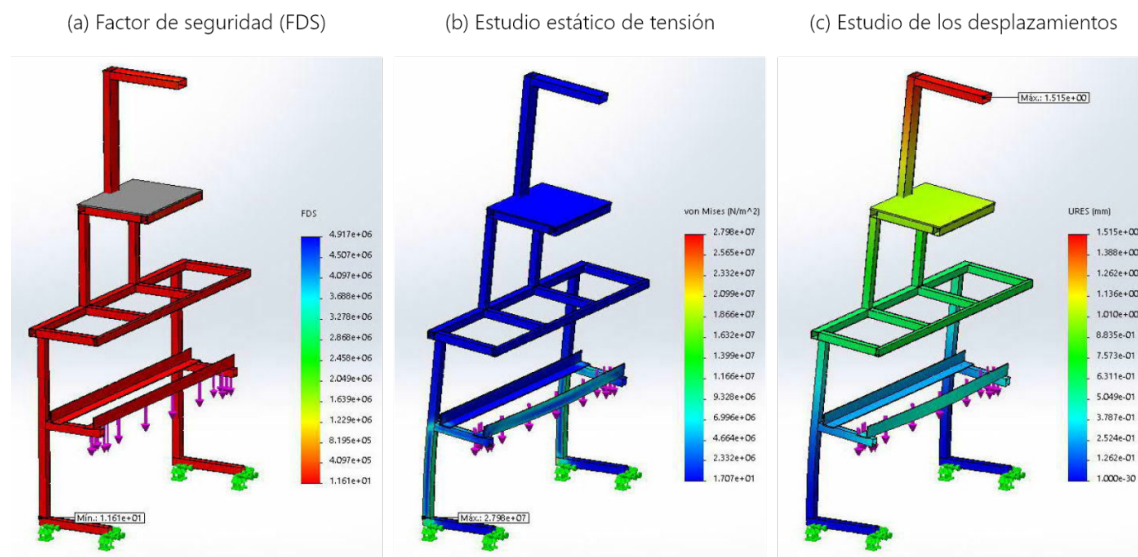 (a) Factor de seguridad (FDS)
(b) Estudio estático de tensión
(c) Estudio de los desplazamientos
FDS
4.917e+06
4.507e+06
4.097e+06
3.688e+06
3.278e+06
2.868e+06
2.458e+06
2.049e+06
1.639e+06
1.229e+06
8.195e+05
4.097e+05
1.161e+01
Mín.: 1.161e+01
von Mises (N/m^2)
2.798e+07
2.565e+07
2.332e+07
2.099e+07
1.866e+07
1.632e+07
1.399e+07
1.166e+07
9.328e+06
6.996e+06
4.664e+06
2.332e+06
1.707e+01
Máx.: 2.798e+07
Máx.: 1.515e+00
URES (mm)
1.515e+00
1.388e+00
1.262e+00
1.136e+00
1.010e+00
8.835e-01
7.573e-01
6.311e-01
5.049e-01
3.787e-01
2.524e-01
1.262e-01
1.000e-30